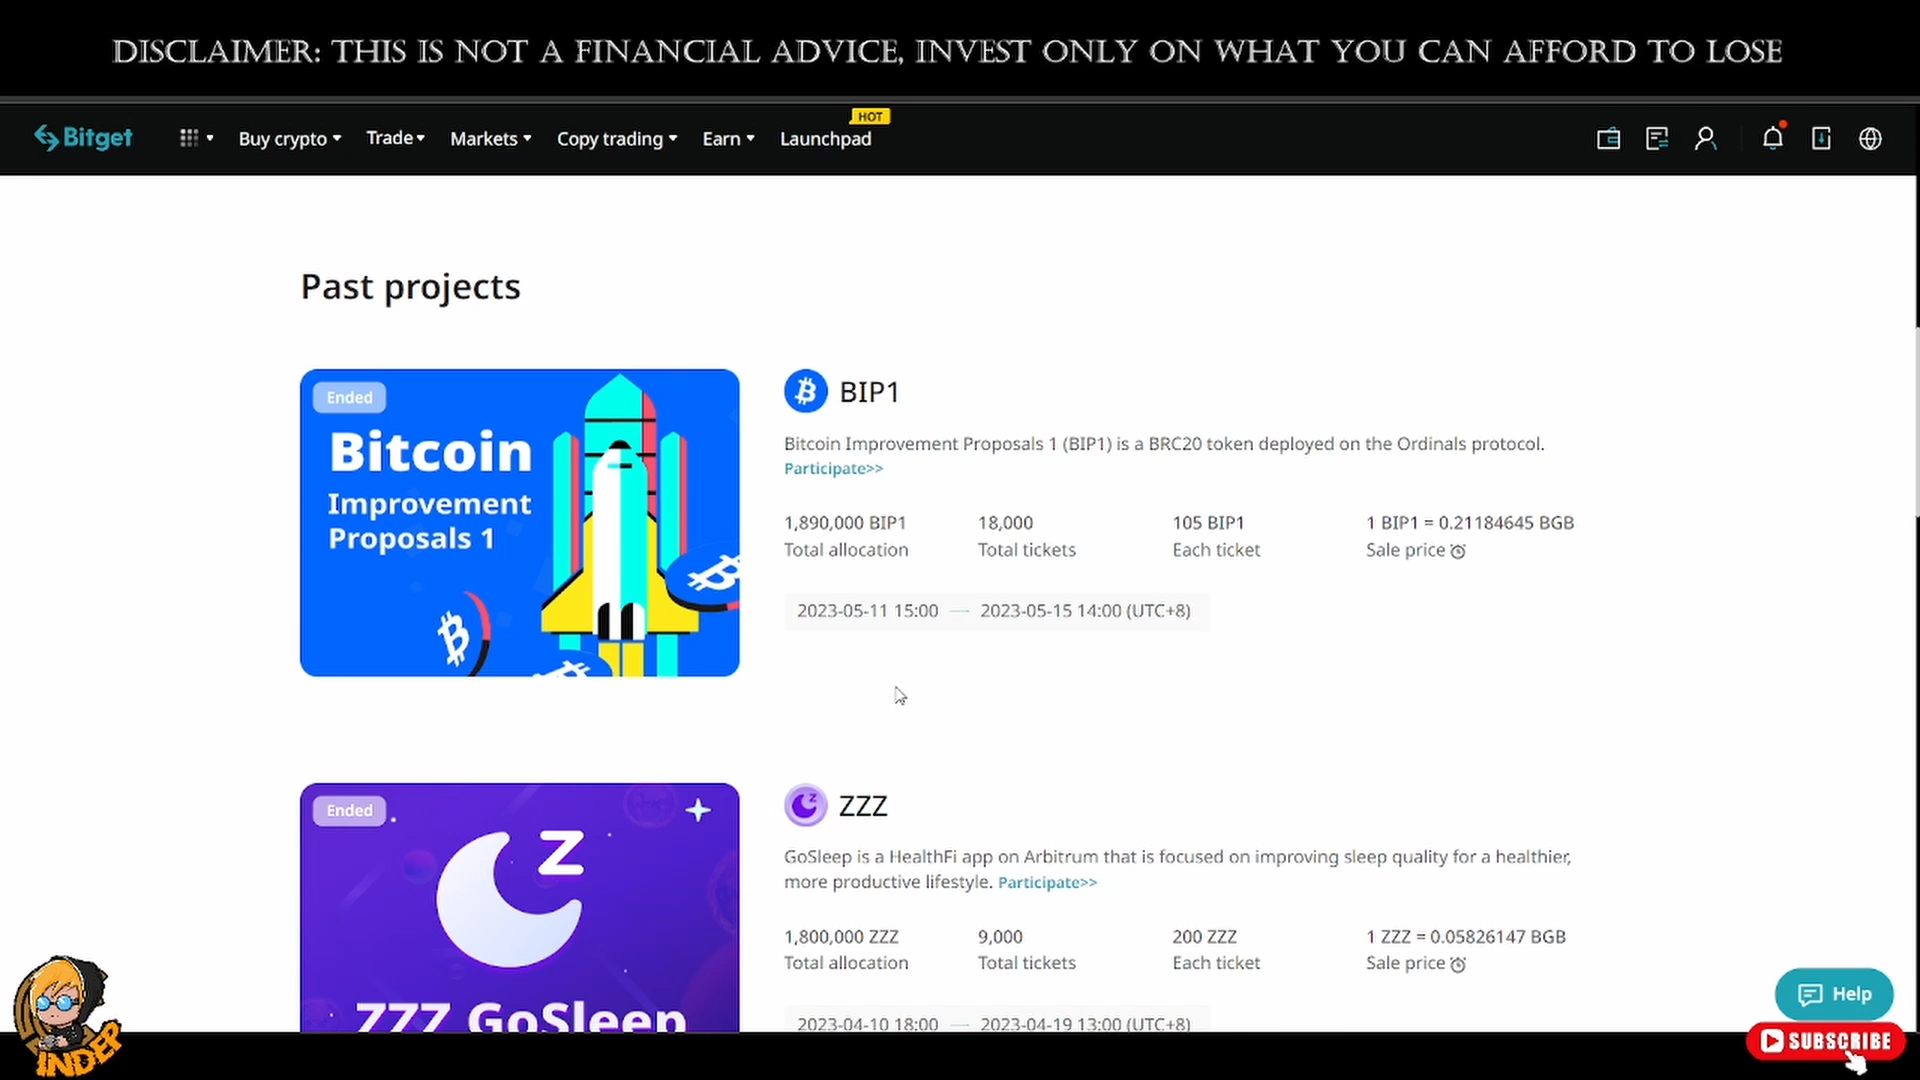 DISCLAIMER: THIS IS NOT A FINANCIAL ADVICE, INVEST ONLY ON WHAT YOU CAN AFFORD TO LOSE
HOT
Bitget Buy crypto Trade Markets Copy trading Earn Launchpad
Past projects
Ended
Bitcoin
Improvement
Proposals 1
BIP1
Bitcoin Improvement Proposals 1 (BIP1) is a BRC20 token deployed on the Ordinals protocol.
Participate>>
1,890,000 BIP1 18,000 105 BIP1 1 BIP1 = 0.21184645 BGB
Total allocation Total tickets Each ticket Sale price
2023-05-11 15:00 — 2023-05-15 14:00 (UTC+8)
Ended
Z
ZZZ GoSleep
ZZZ
GoSleep is a HealthFi app on Arbitrum that is focused on improving sleep quality for a healthier,
more productive lifestyle. Participate>>
1,800,000 ZZZ 9,000 200 ZZZ 1 ZZZ = 0.05826147 BGB
Total allocation Total tickets Each ticket Sale price
2023-04-10 18:00 — 2023-04-19 13:00 (UTC+8)
Help
INDEP
SUBSCRIBE